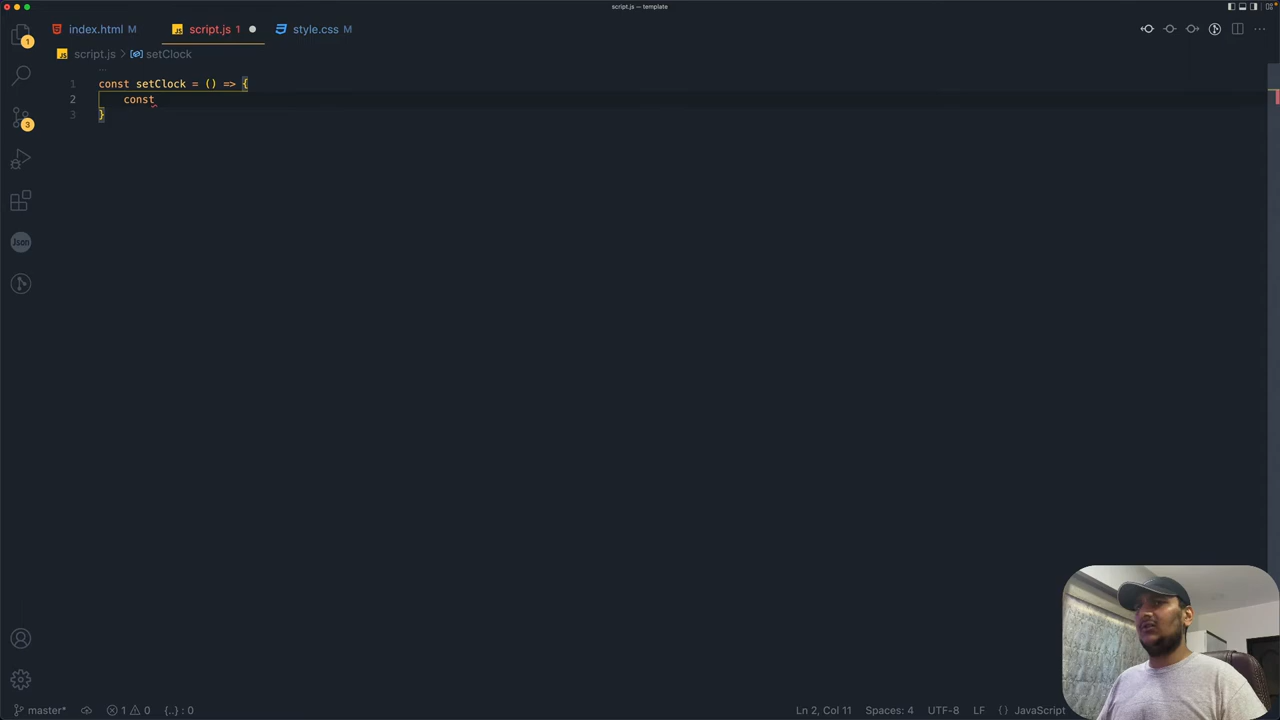 script.js — template
index.html M
script.js 1
style.css M
script.js
setClock
1 const setClock = () => {
2 const
3 }
1
3
Json
master*
1 0
{..} : 0
Ln 2, Col 11
Spaces: 4
UTF-8
LF
{} JavaScript